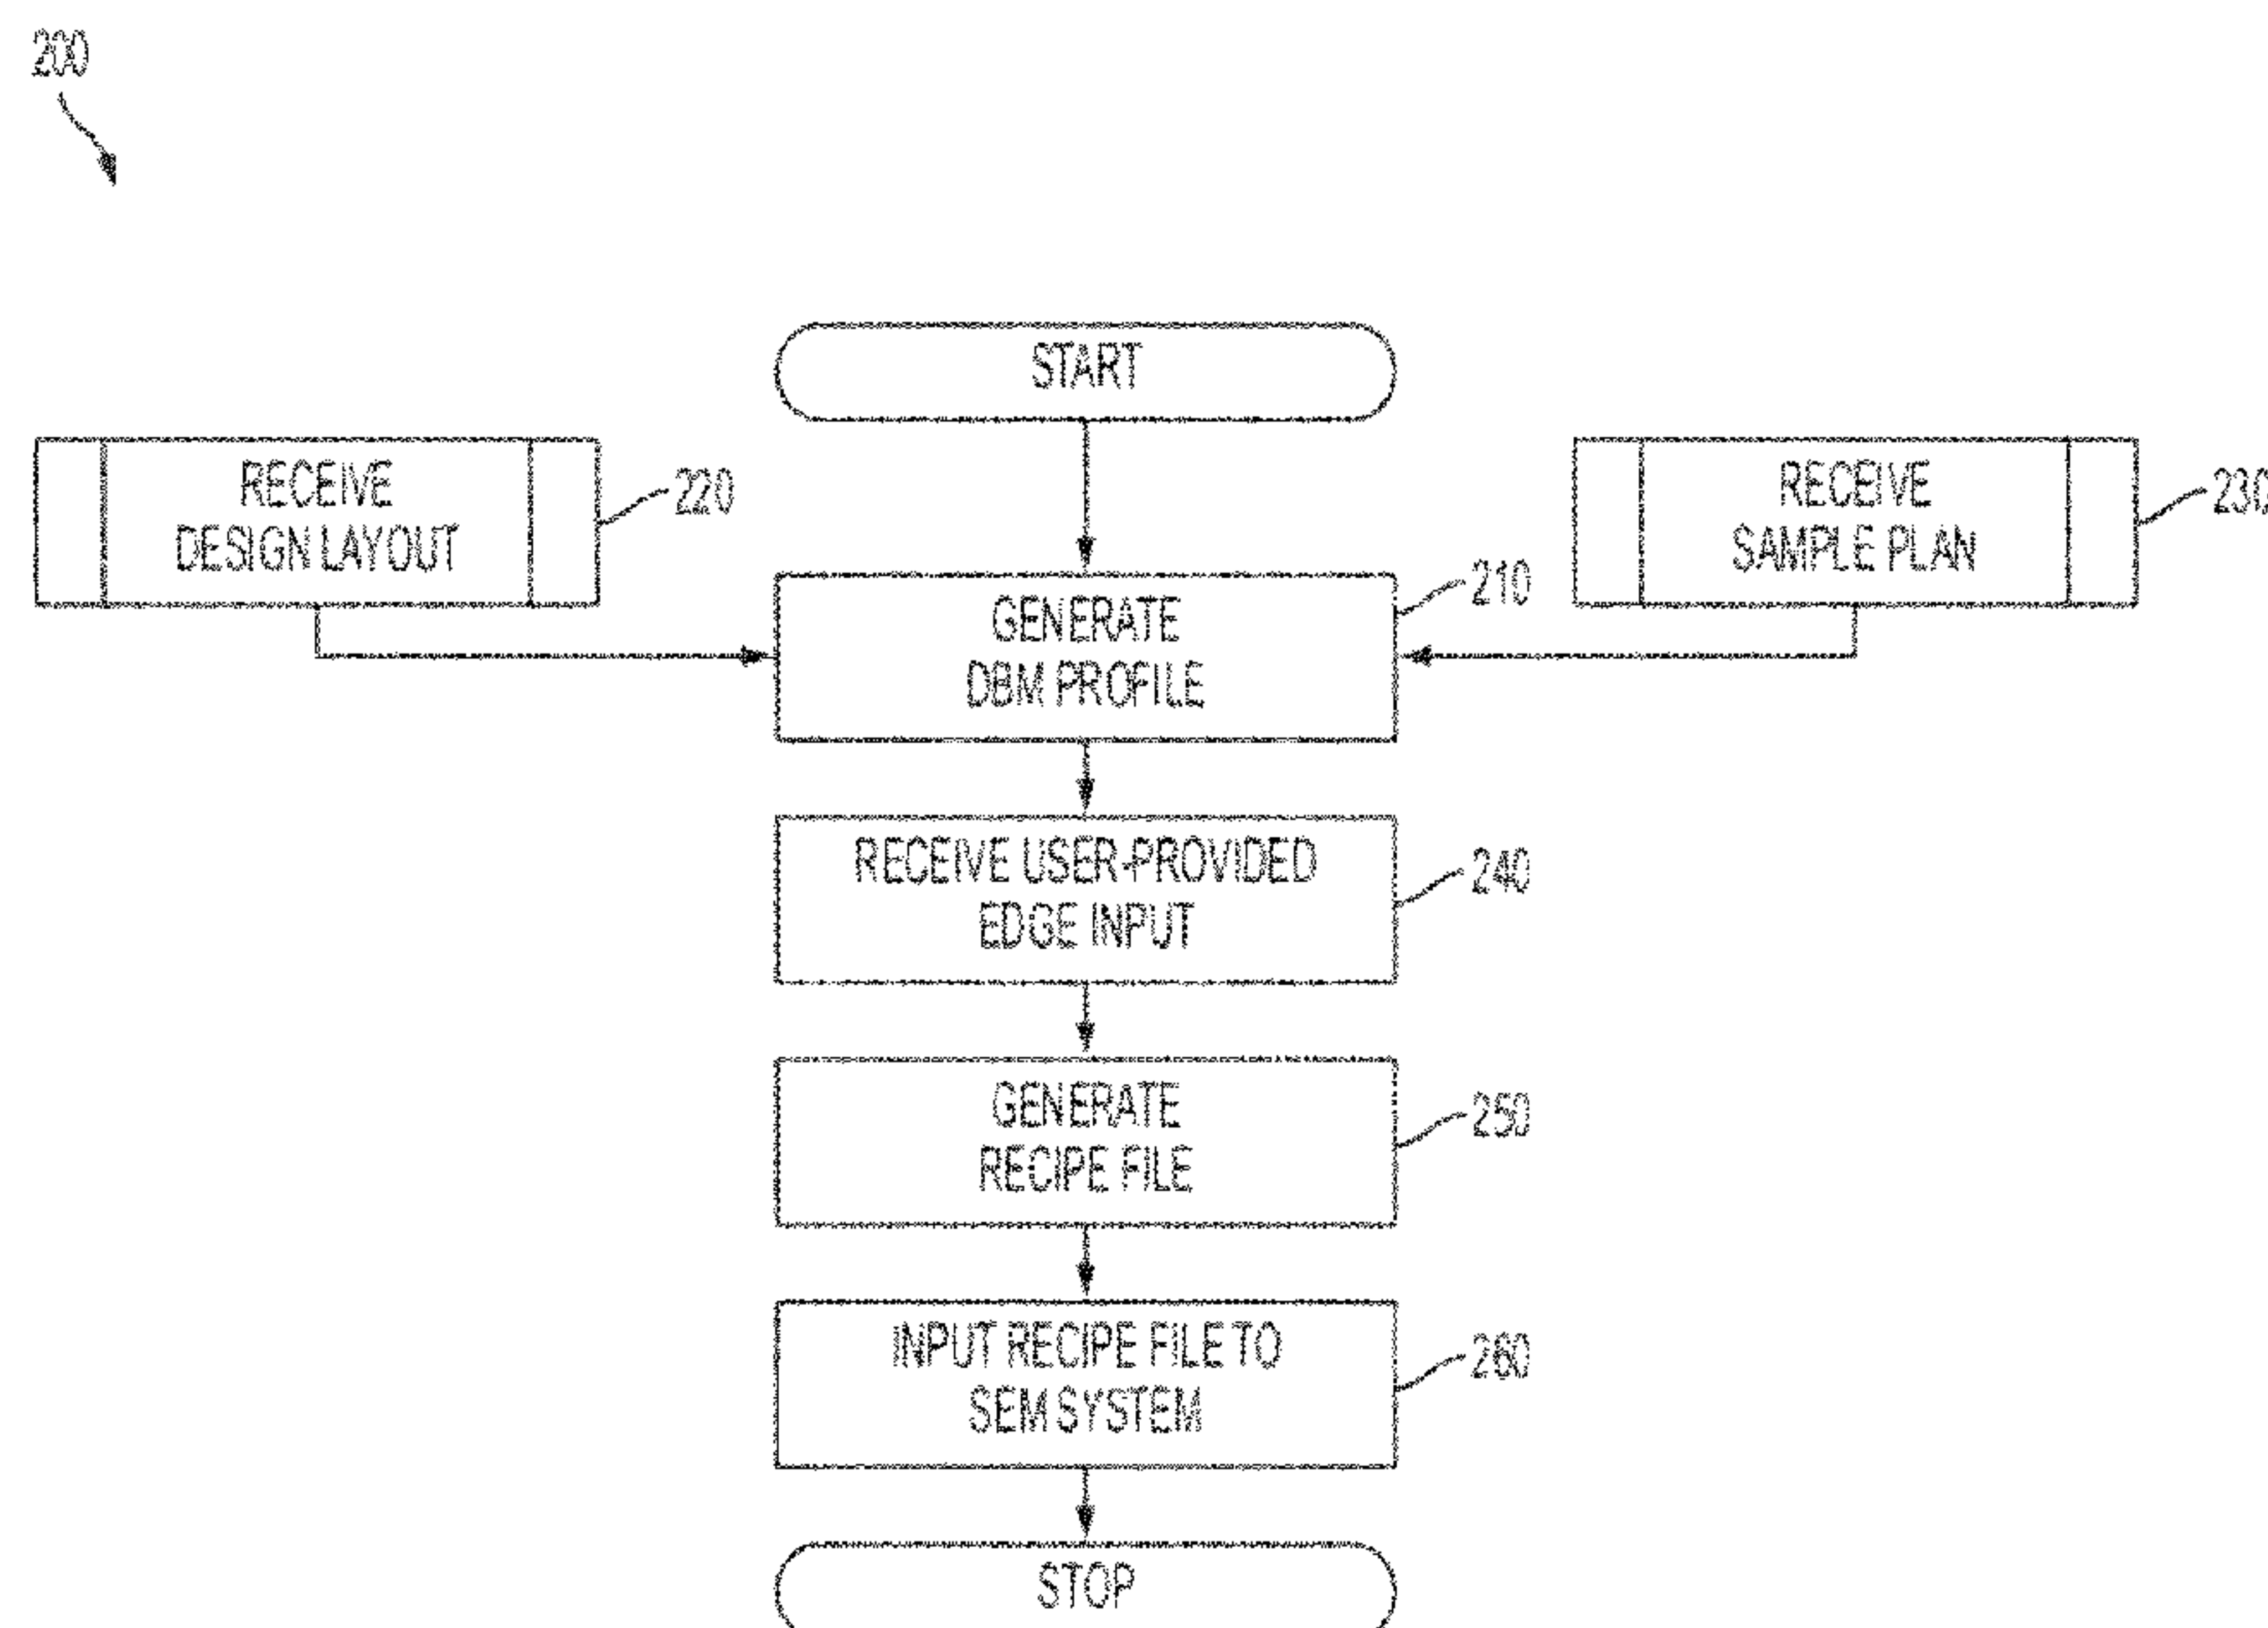 200
START
RECEIVE
DESIGN LAYOUT
220
RECEIVE
SAMPLE PLAN
230
GENERATE
DBM PROFILE
210
RECEIVE USER-PROVIDED
EDGE INPUT
240
GENERATE
RECIPE FILE
250
INPUT RECIPE FILE TO
SEM SYSTEM
260
STOP